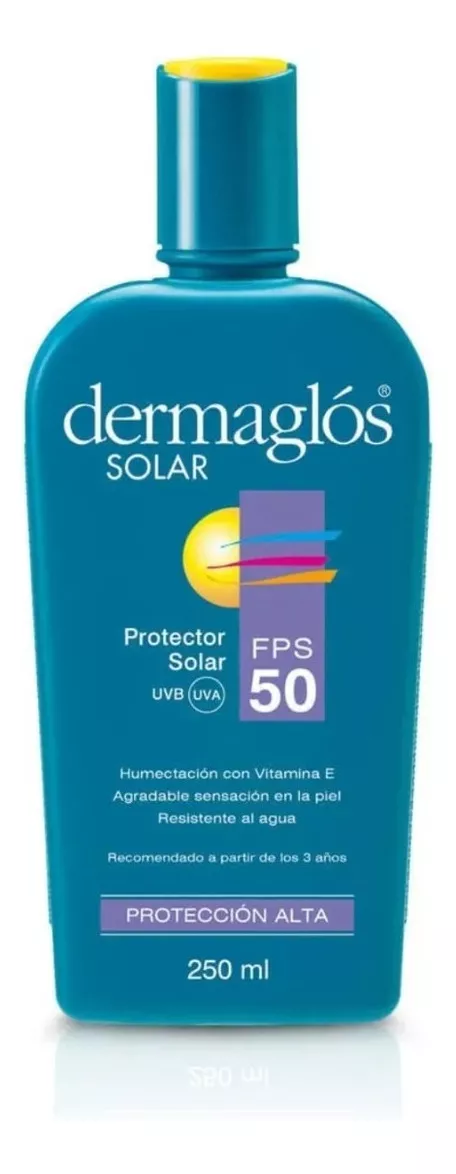 dermaglós®
SOLAR
Protector
Solar
UVB UVA
FPS
50
Humectación con Vitamina E
Agradable sensación en la piel
Resistente al agua
Recomendado a partir de los 3 años
PROTECCIÓN ALTA
250 ml